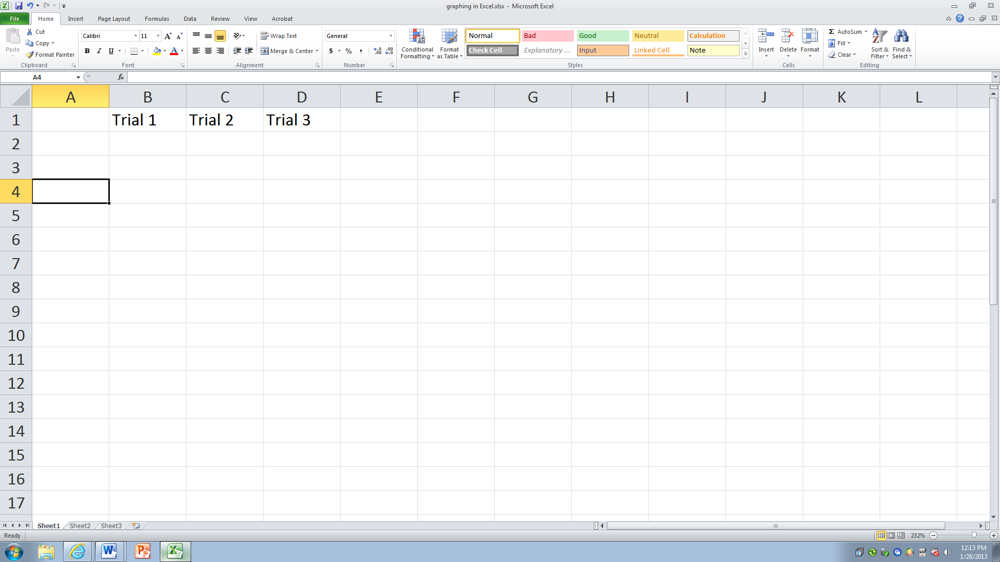 graphing in Excel.xlsx - Microsoft Excel
File Home Insert Page Layout Formulas Data Review View Acrobat
Paste
Cut
Copy
Format Painter
Clipboard
Calibri 11
B I U
Font
Wrap Text
Merge & Center
Alignment
General
$ % ,
Number
Conditional Formatting
Format as Table
Normal Bad Good Neutral Calculation
Check Cell Explanatory ... Input Linked Cell Note
Styles
Insert Delete Format
Cells
Σ AutoSum
Fill
Clear
Sort & Filter
Find & Select
Editing
A4 fx
A B C D E F G H I J K L
1 Trial 1 Trial 2 Trial 3
2
3
4
5
6
7
8
9
10
11
12
13
14
15
16
17
Sheet1 Sheet2 Sheet3
Ready 232%
12:13 PM
1/28/2013